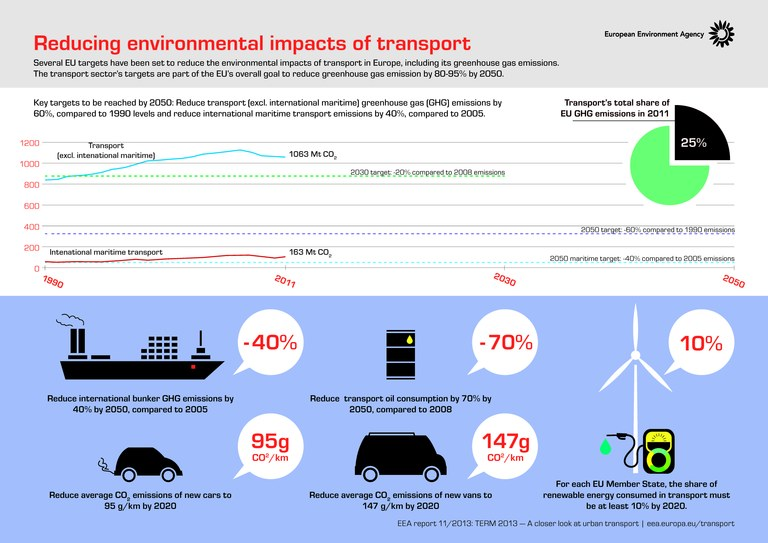 Reducing environmental impacts of transport
European Environment Agency
Several EU targets have been set to reduce the environmental impacts of transport in Europe, including its greenhouse gas emissions.
The transport sector's targets are part of the EU's overall goal to reduce greenhouse gas emission by 80-95% by 2050.
Key targets to be reached by 2050: Reduce transport (excl. international maritime) greenhouse gas (GHG) emissions by
60%, compared to 1990 levels and reduce international maritime transport emissions by 40%, compared to 2005.
Transport's total share of
EU GHG emissions in 2011
25%
1200
1000
800
600
400
200
0
Transport
(excl. intenational maritime)
1063 Mt CO2
2030 target: -20% compared to 2008 emissions
2050 target: -60% compared to 1990 emissions
Intenational maritime transport
163 Mt CO2
2050 maritime target: -40% compared to 2005 emissions
1990
2011
2030
2050
-40%
Reduce international bunker GHG emissions by
40% by 2050, compared to 2005
-70%
Reduce transport oil consumption by 70% by
2050, compared to 2008
10%
For each EU Member State, the share of
renewable energy consumed in transport must
be at least 10% by 2020.
95g
CO2/km
Reduce average CO2 emissions of new cars to
95 g/km by 2020
147g
CO2/km
Reduce average CO2 emissions of new vans to
147 g/km by 2020
EEA report 11/2013: TERM 2013 — A closer look at urban transport | eea.europa.eu/transport